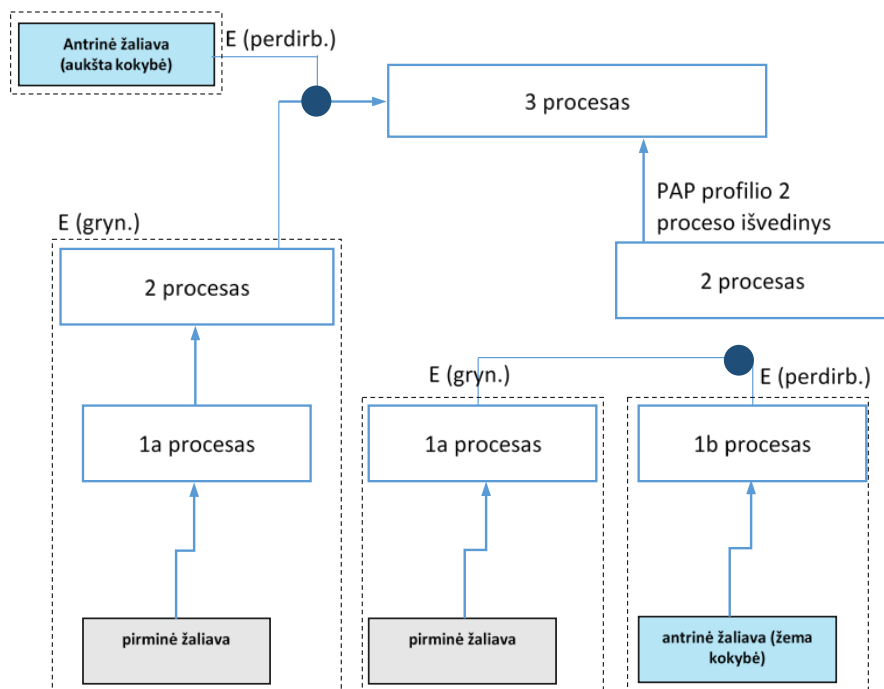 Antrinė žaliava
(aukšta kokybė)
E (perdirb.)
3 procesas
PAP profilio 2
proceso išvedinys
E (gryn.)
2 procesas
2 procesas
E (gryn.)
E (perdirb.)
1a procesas
1a procesas
1b procesas
pirminė žaliava
pirminė žaliava
antrinė žaliava (žema
kokybė)